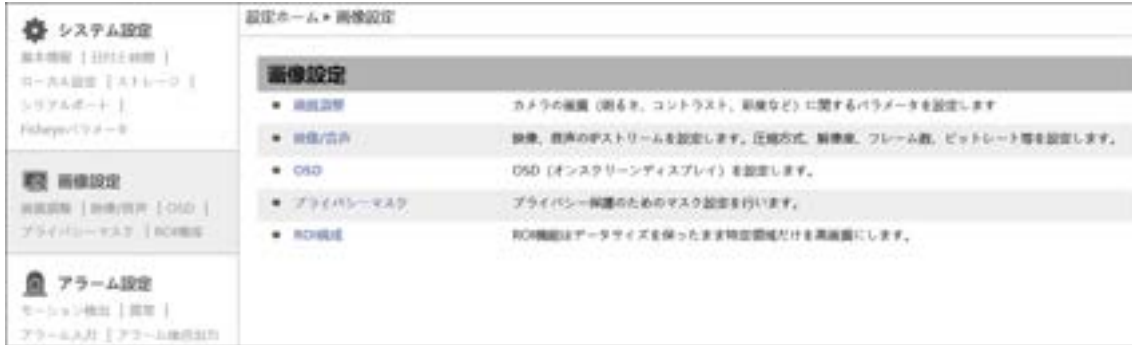 システム設定
基本情報 | 日付と時間 |
ローカル設定 | ストレージ |
シリアルポート |
Fisheyeパラメータ
画像設定
画質調整 | 映像/音声 | OSD |
プライバシーマスク | ROI構成
アラーム設定
モーション検出 | 異常 |
アラーム入力 | アラーム接点出力
設定ホーム▶画像設定
画像設定
画質調整 カメラの画質（明るさ、コントラスト、彩度など）に関するパラメータを設定します
映像/音声 映像、音声のIPストリームを設定します。圧縮方式、解像度、フレーム数、ビットレート等を設定します。
OSD OSD（オンスクリーンディスプレイ）を設定します。
プライバシーマスク プライバシー保護のためのマスク設定を行います。
ROI構成 ROI機能はデータサイズを保ったまま特定領域だけを高画質にします。